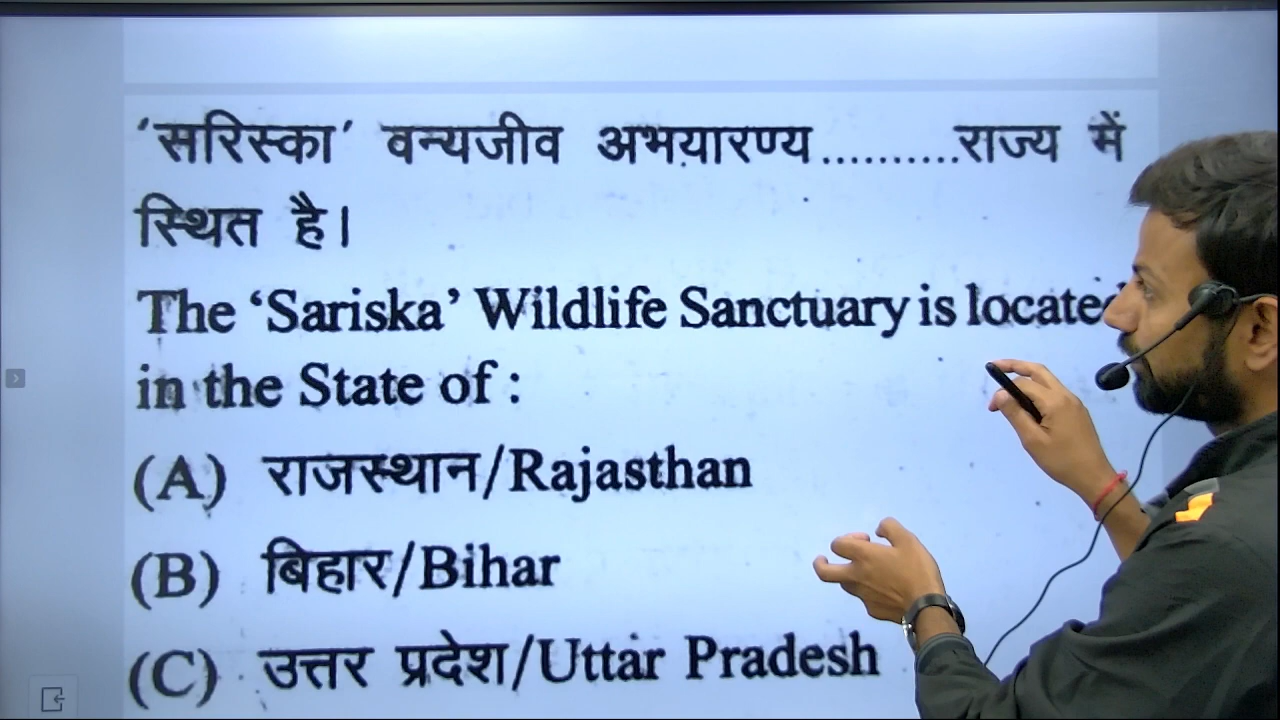 'सरिस्का' वन्यजीव अभयारण्य..........राज्य में
स्थित है।
The ‘Sariska’ Wildlife Sanctuary is located
in the State of :
(A) राजस्थान/Rajasthan
(B) बिहार/Bihar
(C) उत्तर प्रदेश/Uttar Pradesh